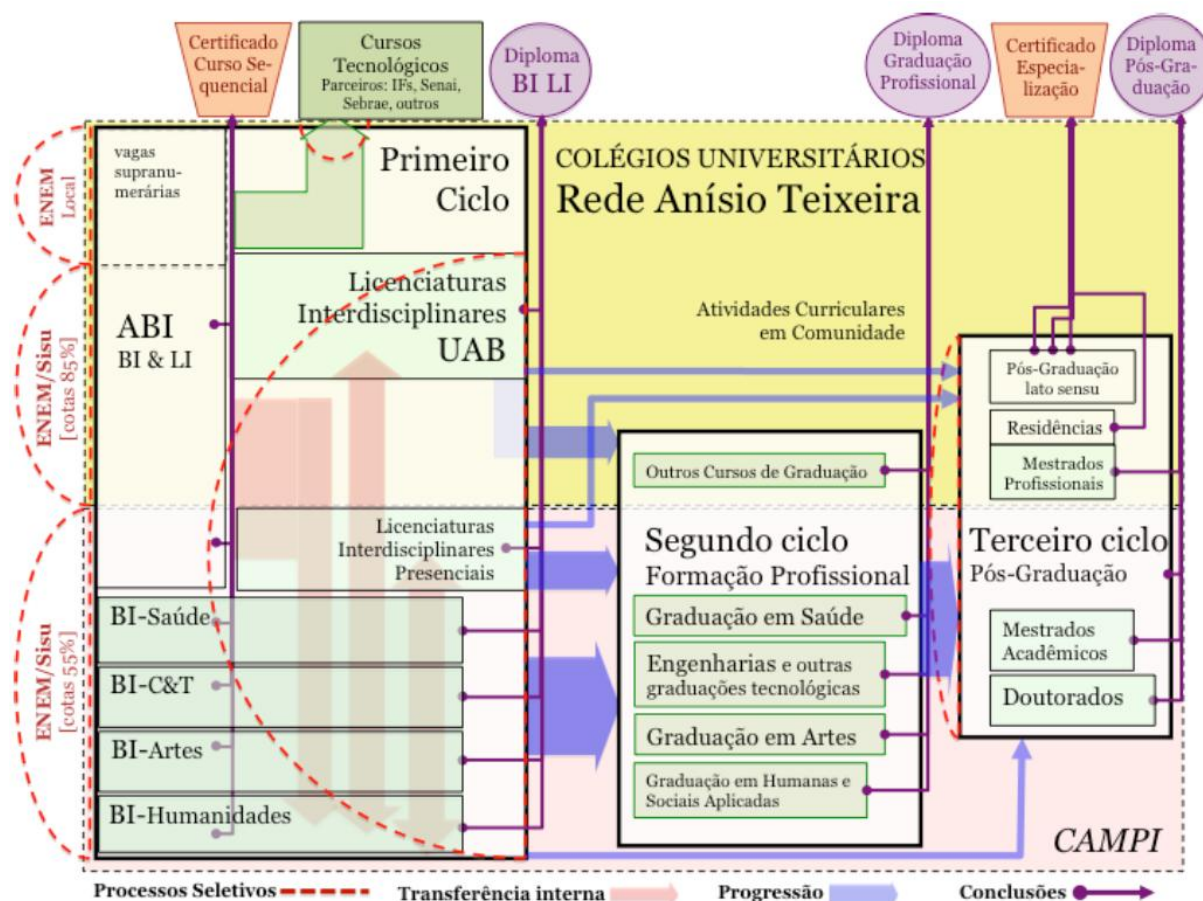 Certificado
Curso Se-
quencial
Cursos
Tecnológicos
Parceiros: IFs, Senai,
Sebrae, outros
Diploma
BI LI
Diploma
Graduação
Profissional
Certificado
Especia-
lização
Diploma
Pós-Gra-
duação
ENEM
Local
vagas
supranu-
merárias
Primeiro
Ciclo
COLÉGIOS UNIVERSITÁRIOS
Rede Anísio Teixeira
ENEM/Sisu
[cotas 85%]
ABI
BI & LI
Licenciaturas
Interdisciplinares
UAB
Atividades Curriculares
em Comunidade
Pós-Graduação
lato sensu
Residências
Mestrados
Profissionais
Outros Cursos de Graduação
ENEM/Sisu
[cotas 55%]
Licenciaturas
Interdisciplinares
Presenciais
Segundo ciclo
Formação Profissional
Terceiro ciclo
Pós-Graduação
BI-Saúde
BI-C&T
BI-Artes
BI-Humanidades
Graduação em Saúde
Engenharias e outras
graduações tecnológicas
Graduação em Artes
Graduação em Humanas e
Sociais Aplicadas
Mestrados
Acadêmicos
Doutorados
CAMPI
Processos Seletivos
Transferência interna
Progressão
Conclusões